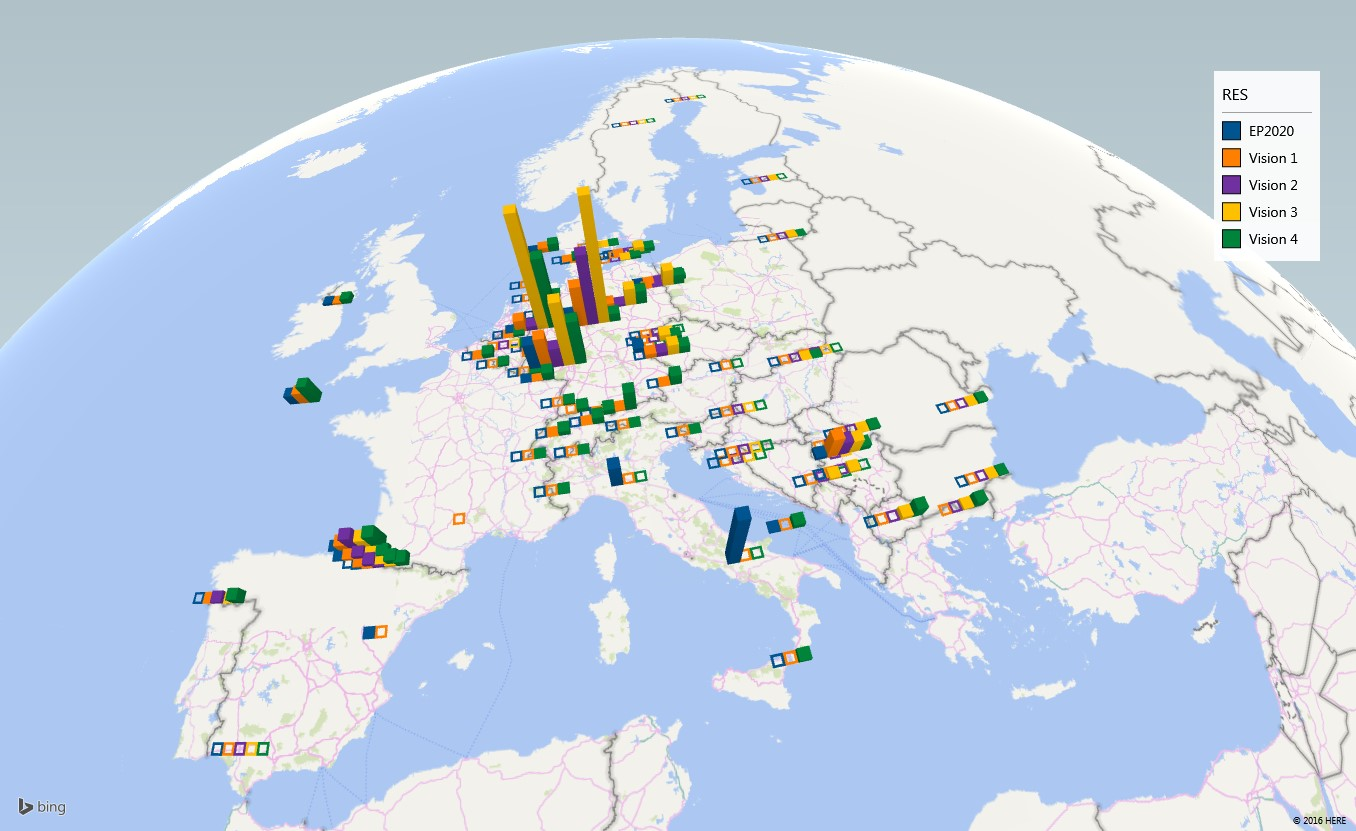 RES
EP2020
Vision 1
Vision 2
Vision 3
Vision 4
bing
© 2016 HERE